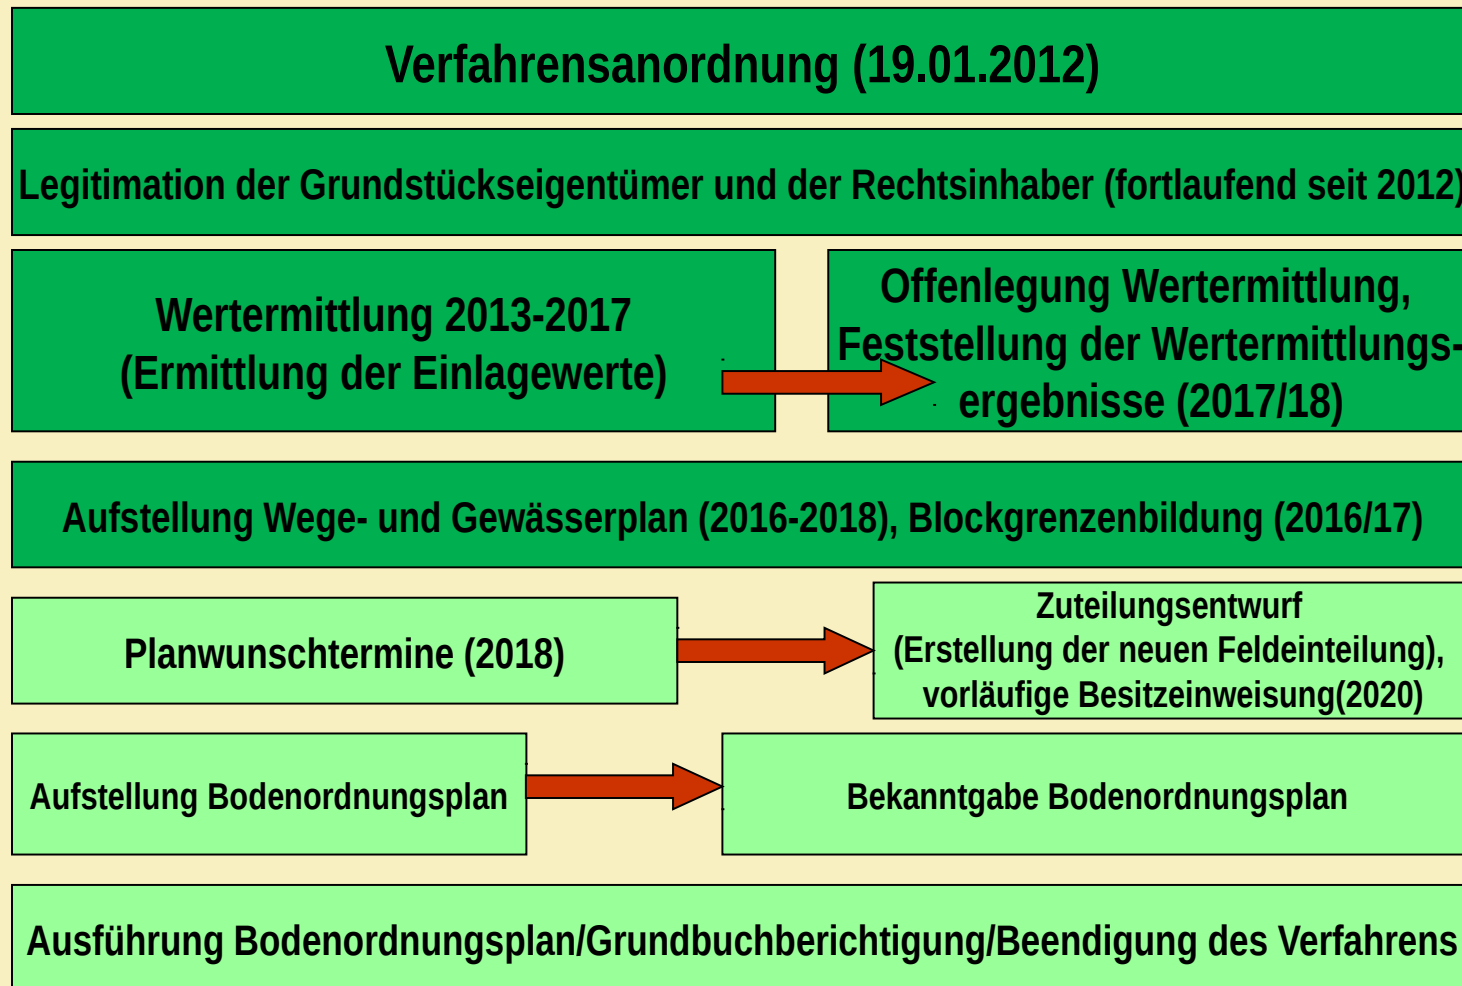 Verfahrensanordnung (19.01.2012)
Legitimation der Grundstückseigentümer und der Rechtsinhaber (fortlaufend seit 2012)
Wertermittlung 2013-2017
(Ermittlung der Einlagewerte)
Offenlegung Wertermittlung,
Feststellung der Wertermittlungs-
ergebnisse (2017/18)
Aufstellung Wege- und Gewässerplan (2016-2018), Blockgrenzenbildung (2016/17)
Planwunschtermine (2018)
Zuteilungsentwurf
(Erstellung der neuen Feldeinteilung),
vorläufige Besitzeinweisung(2020)
Aufstellung Bodenordnungsplan
Bekanntgabe Bodenordnungsplan
Ausführung Bodenordnungsplan/Grundbuchberichtigung/Beendigung des Verfahrens